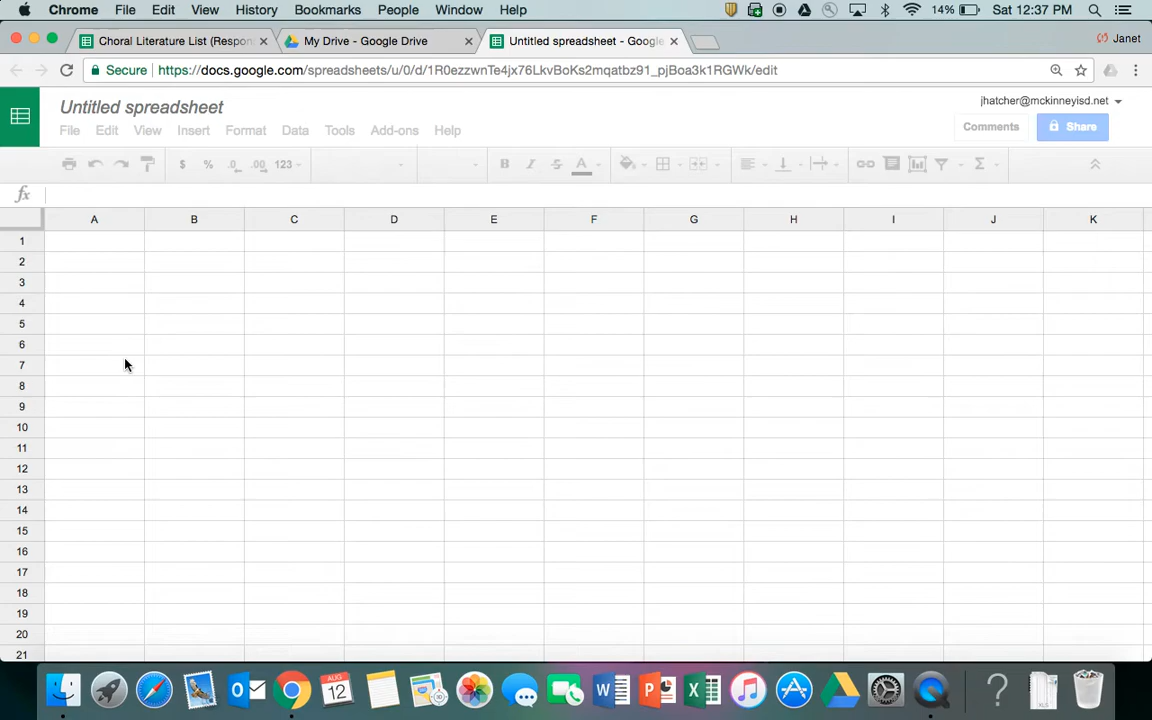 Chrome File Edit View History Bookmarks People Window Help 14% Sat 12:37 PM
Choral Literature List (Respon × My Drive - Google Drive × Untitled spreadsheet - Google × Janet
Secure https://docs.google.com/spreadsheets/u/0/d/1R0ezzwnTe4jx76LkvBoKs2mqatbz91_pjBoa3k1RGWk/edit
Untitled spreadsheet jhatcher@mckinneyisd.net
File Edit View Insert Format Data Tools Add-ons Help Comments Share
$ % .0 .00 123 B I S A Σ
fx
A B C D E F G H I J K
1
2
3
4
5
6
7
8
9
10
11
12
13
14
15
16
17
18
19
20
21
AUG
12